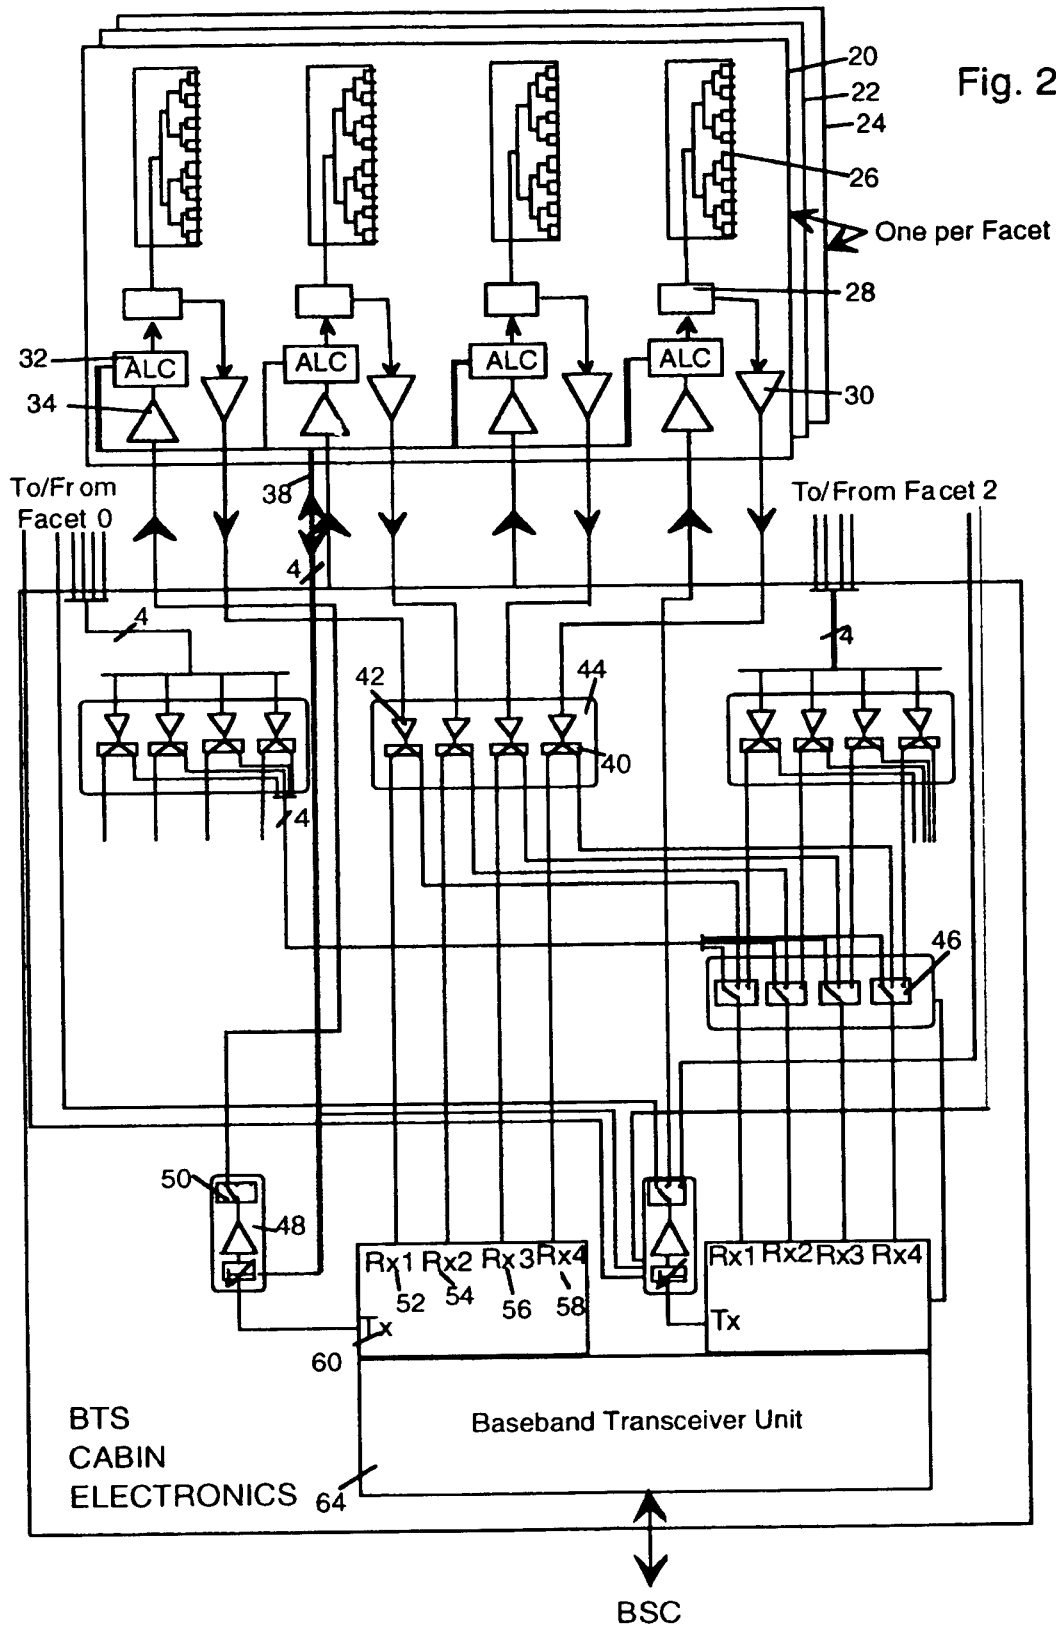 Fig. 2
20
22
24
26
One per Facet
28
32
ALC
ALC
ALC
ALC
34
30
To/From
Facet 0
38
To/From Facet 2
4
4
4
42
44
40
4
46
50
48
Rx1
Rx2
Rx3
Rx4
Rx1
Rx2
Rx3
Rx4
52
54
56
58
Tx
Tx
60
BTS
CABIN
ELECTRONICS
Baseband Transceiver Unit
64
BSC